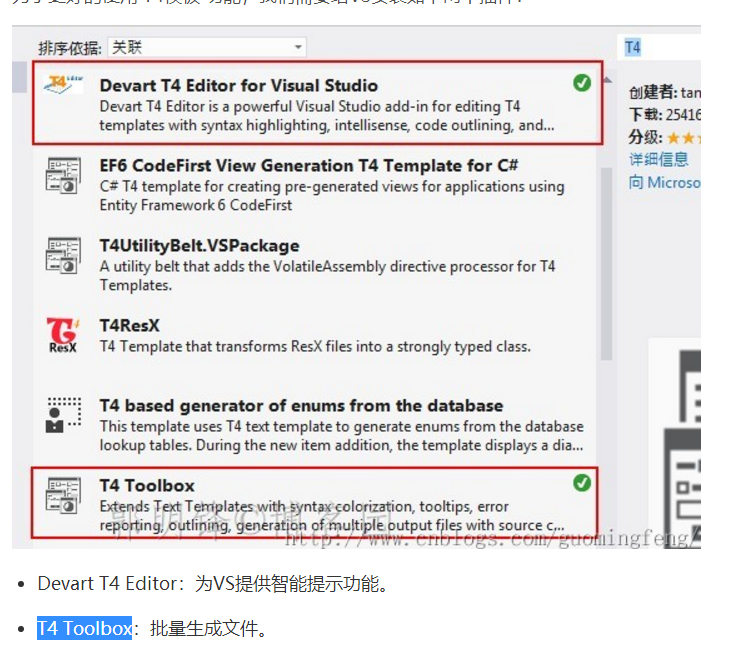 排序依据: 关联
T4
Devart T4 Editor for Visual Studio
Devart T4 Editor is a powerful Visual Studio add-in for editing T4
templates with syntax highlighting, intellisense, code outlining, and...
创建者: tan
下载: 25416
分级:
详细信息
向 Microso
EF6 CodeFirst View Generation T4 Template for C#
C# T4 template for creating pre-generated views for applications using
Entity Framework 6 CodeFirst
T4UtilityBelt.VSPackage
A utility belt that adds the VolatileAssembly directive processor for T4
Templates.
T4ResX
T4 Template that transforms ResX files into a strongly typed class.
T4 based generator of enums from the database
This template uses T4 text template to generate enums from the database
lookup tables. During the new item addition, the template displays a dia...
T4 Toolbox
Extends Text Templates with syntax colorization, tooltips, error
reporting, outlining, generation of multiple output files with source c...
郭明锋©博客园
http://www.cnblogs.com/guomingfeng/
Devart T4 Editor：为VS提供智能提示功能。
T4 Toolbox：批量生成文件。